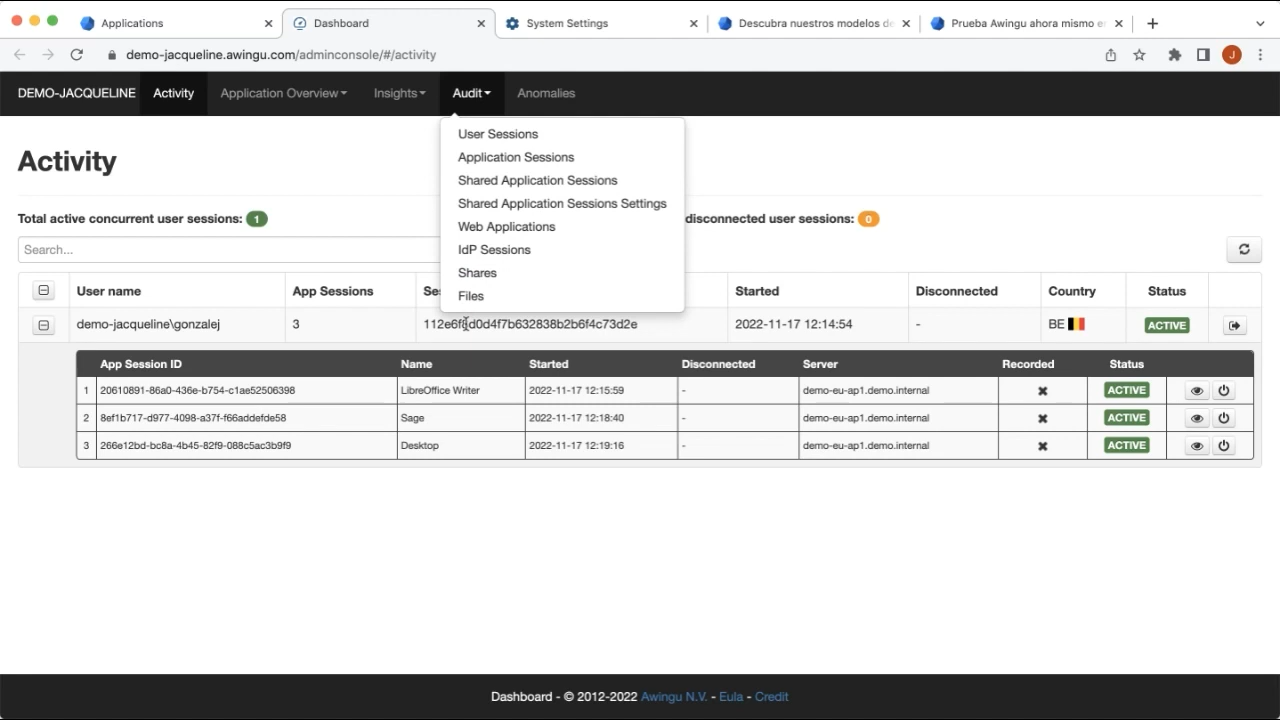 Applications
Dashboard
System Settings
Descubra nuestros modelos de
Prueba Awingu ahora mismo e
demo-jacqueline.awingu.com/adminconsole/#/activity
J
DEMO-JACQUELINE
Activity
Application Overview
Insights
Audit
Anomalies
User Sessions
Application Sessions
Shared Application Sessions
Shared Application Sessions Settings
Web Applications
IdP Sessions
Shares
Files
Activity
Total active concurrent user sessions: 1
disconnected user sessions: 0
Search...
User name App Sessions Started Disconnected Country Status
demo-jacqueline\gonzalej 3 2022-11-17 12:14:54 - BE ACTIVE
App Session ID Name Started Disconnected Server Recorded Status
1 20610891-86a0-436e-b754-c1ae52506398 LibreOffice Writer 2022-11-17 12:15:59 - demo-eu-ap1.demo.internal ACTIVE
2 8ef1b717-d977-4098-a37f-f66addefde58 Sage 2022-11-17 12:18:40 - demo-eu-ap1.demo.internal ACTIVE
3 266e12bd-bc8a-4b45-82f9-088c5ac3b9f9 Desktop 2022-11-17 12:19:16 - demo-eu-ap1.demo.internal ACTIVE
Dashboard - © 2012-2022 Awingu N.V. - Eula - Credit